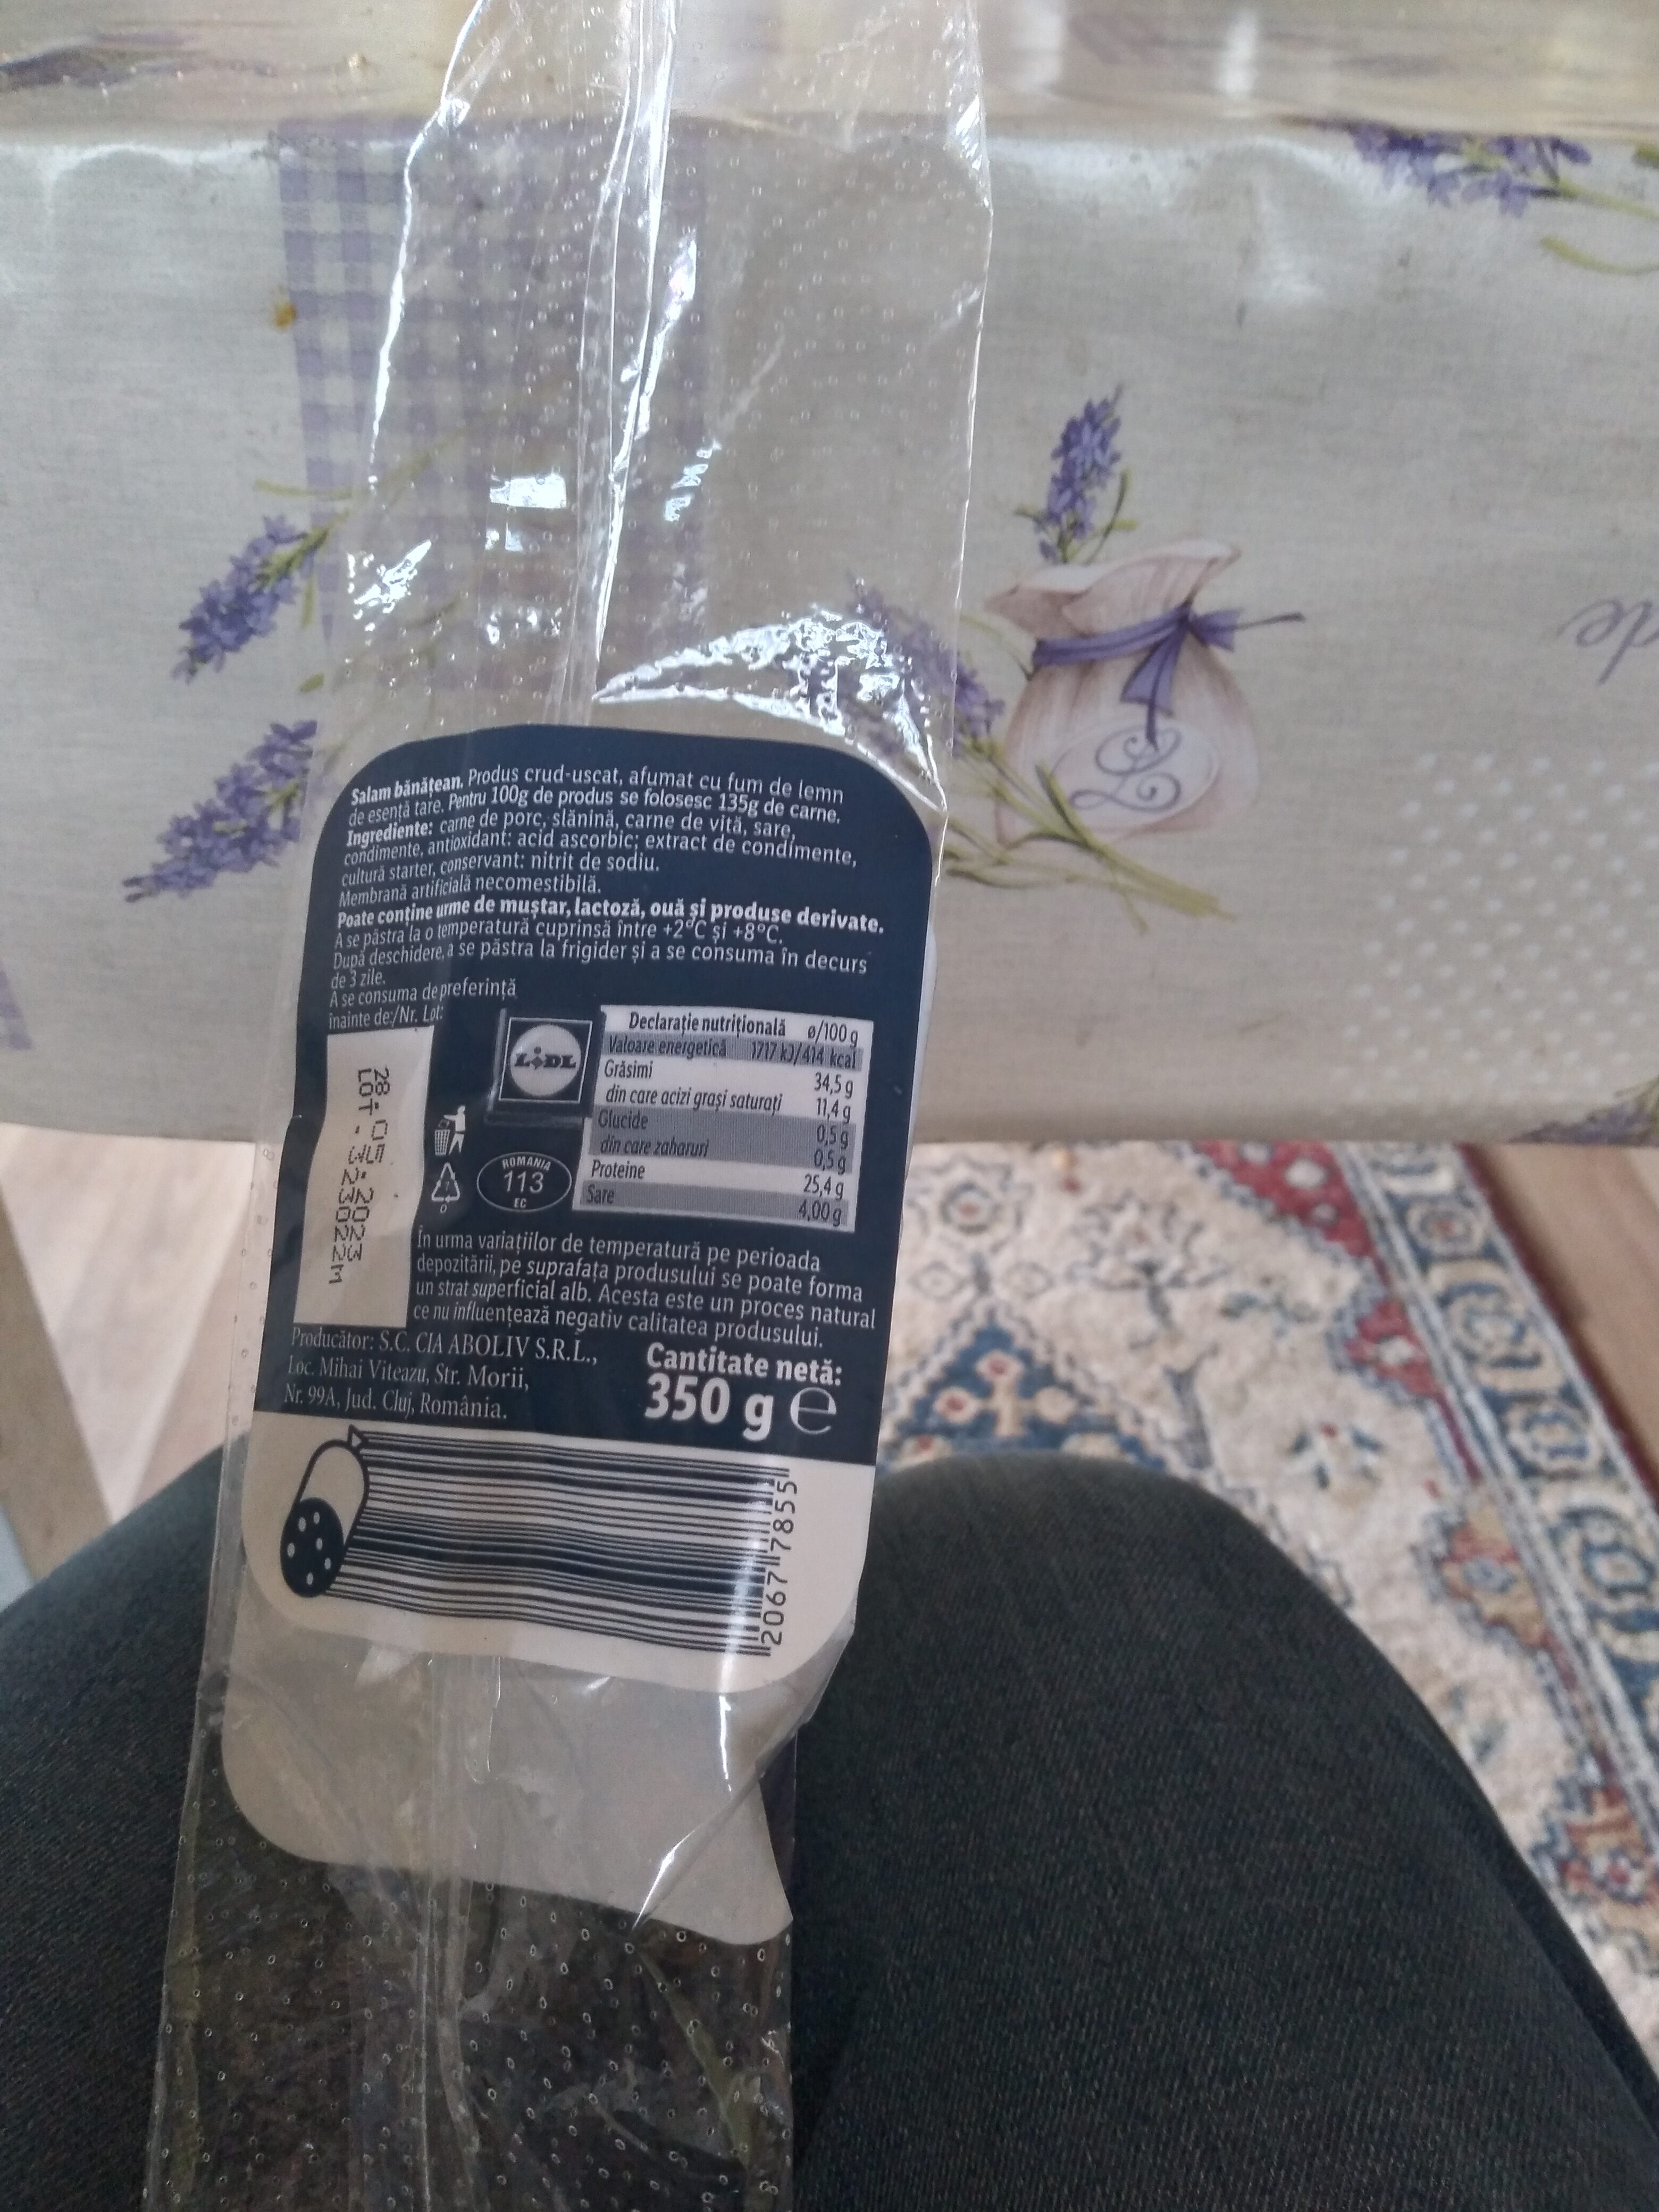 Salam bănățean. Produs crud-uscat, afumat cu fum de lemn
de esență tare. Pentru 100g de produs se folosesc 135g de carne.
Ingrediente: carne de porc, slănină, carne de vită, sare,
condimente, antioxidant: acid ascorbic; extract de condimente,
cultură starter, conservant: nitrit de sodiu.
Membrană artificială necomestibilă.
Poate conține urme de muștar, lactoză, ouă și produse derivate.
A se păstra la o temperatură cuprinsă între +2°C și +8°C.
După deschidere, a se păstra la frigider și a se consuma în decurs
de 3 zile.
A se consuma de preferință
înainte de:/Nr. Lot:
28.05.2023
LOT. 323022M
LIDL
ROMANIA
113
EC
Declarație nutrițională ø/100 g
Valoare energetică 1717 kJ/414 kcal
Grăsimi 34,5 g
din care acizi grași saturați 11,4 g
Glucide 0,5 g
din care zaharuri 0,5 g
Proteine 25,4 g
Sare 4,00 g
În urma variațiilor de temperatură pe perioada
depozitării, pe suprafața produsului se poate forma
un strat superficial alb. Acesta este un proces natural
ce nu influențează negativ calitatea produsului.
Producător: S.C. CIA ABOLIV S.R.L.,
Loc. Mihai Viteazu, Str. Morii,
Nr. 99A, Jud. Cluj, România.
Cantitate netă:
350 g e
20677855
L
de